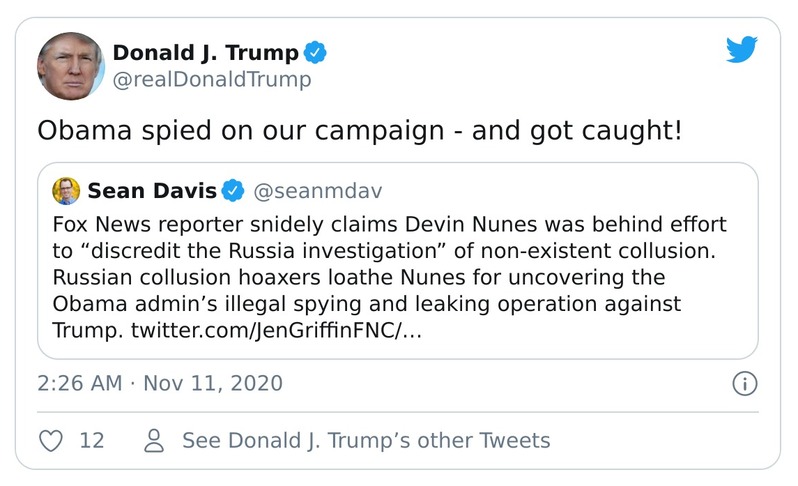 Donald J. Trump
@realDonaldTrump
Obama spied on our campaign - and got caught!
Sean Davis @seanmdav
Fox News reporter snidely claims Devin Nunes was behind effort
to “discredit the Russia investigation” of non-existent collusion.
Russian collusion hoaxers loathe Nunes for uncovering the
Obama admin’s illegal spying and leaking operation against
Trump. twitter.com/JenGriffinFNC/…
2:26 AM · Nov 11, 2020
12 See Donald J. Trump’s other Tweets